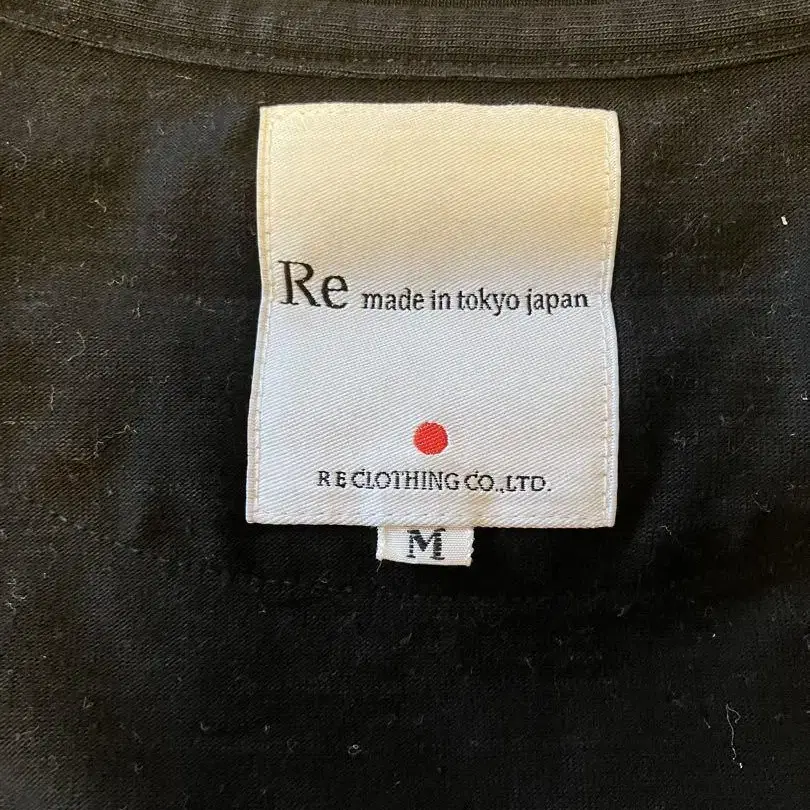 Re made in tokyo japan
RE CLOTHING CO.,LTD.
M